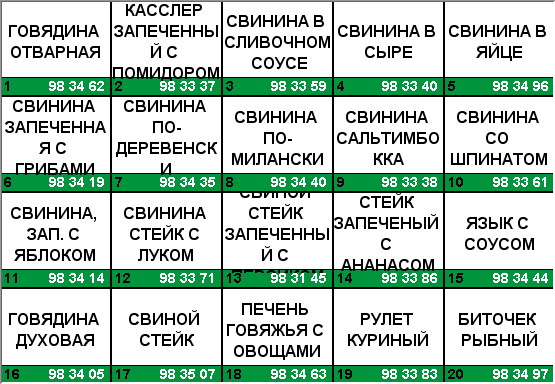 ГОВЯДИНА
ОТВАРНАЯ
1 98 34 62
КАССЛЕР
ЗАПЕЧЕННЫ
Й С
ПОМИДОРОМ
2 98 33 37
СВИНИНА В
СЛИВОЧНОМ
СОУСЕ
3 98 33 59
СВИНИНА В
СЫРЕ
4 98 33 40
СВИНИНА В
ЯЙЦЕ
5 98 34 96
СВИНИНА
ЗАПЕЧЕННА
Я С
ГРИБАМИ
6 98 34 19
СВИНИНА
ПО-
ДЕРЕВЕНСК
И
7 98 34 35
СВИНИНА
ПО-
МИЛАНСКИ
8 98 34 40
СВИНИНА
САЛЬТИМБО
ККА
9 98 33 38
СВИНИНА
СО
ШПИНАТОМ
10 98 33 61
СВИНИНА,
ЗАП. С
ЯБЛОКОМ
11 98 34 14
СВИНИНА
СТЕЙК С
ЛУКОМ
12 98 33 71
СВИНОЙ
СТЕЙК
ЗАПЕЧЕННЫ
Й С
13 98 31 45
СТЕЙК
ЗАПЕЧЕНЫЙ
С
АНАНАСОМ
14 98 33 86
ЯЗЫК С
СОУСОМ
15 98 34 44
ГОВЯДИНА
ДУХОВАЯ
16 98 34 05
СВИНОЙ
СТЕЙК
17 98 35 07
ПЕЧЕНЬ
ГОВЯЖЬЯ С
ОВОЩАМИ
18 98 34 63
РУЛЕТ
КУРИНЫЙ
19 98 33 83
БИТОЧЕК
РЫБНЫЙ
20 98 34 97